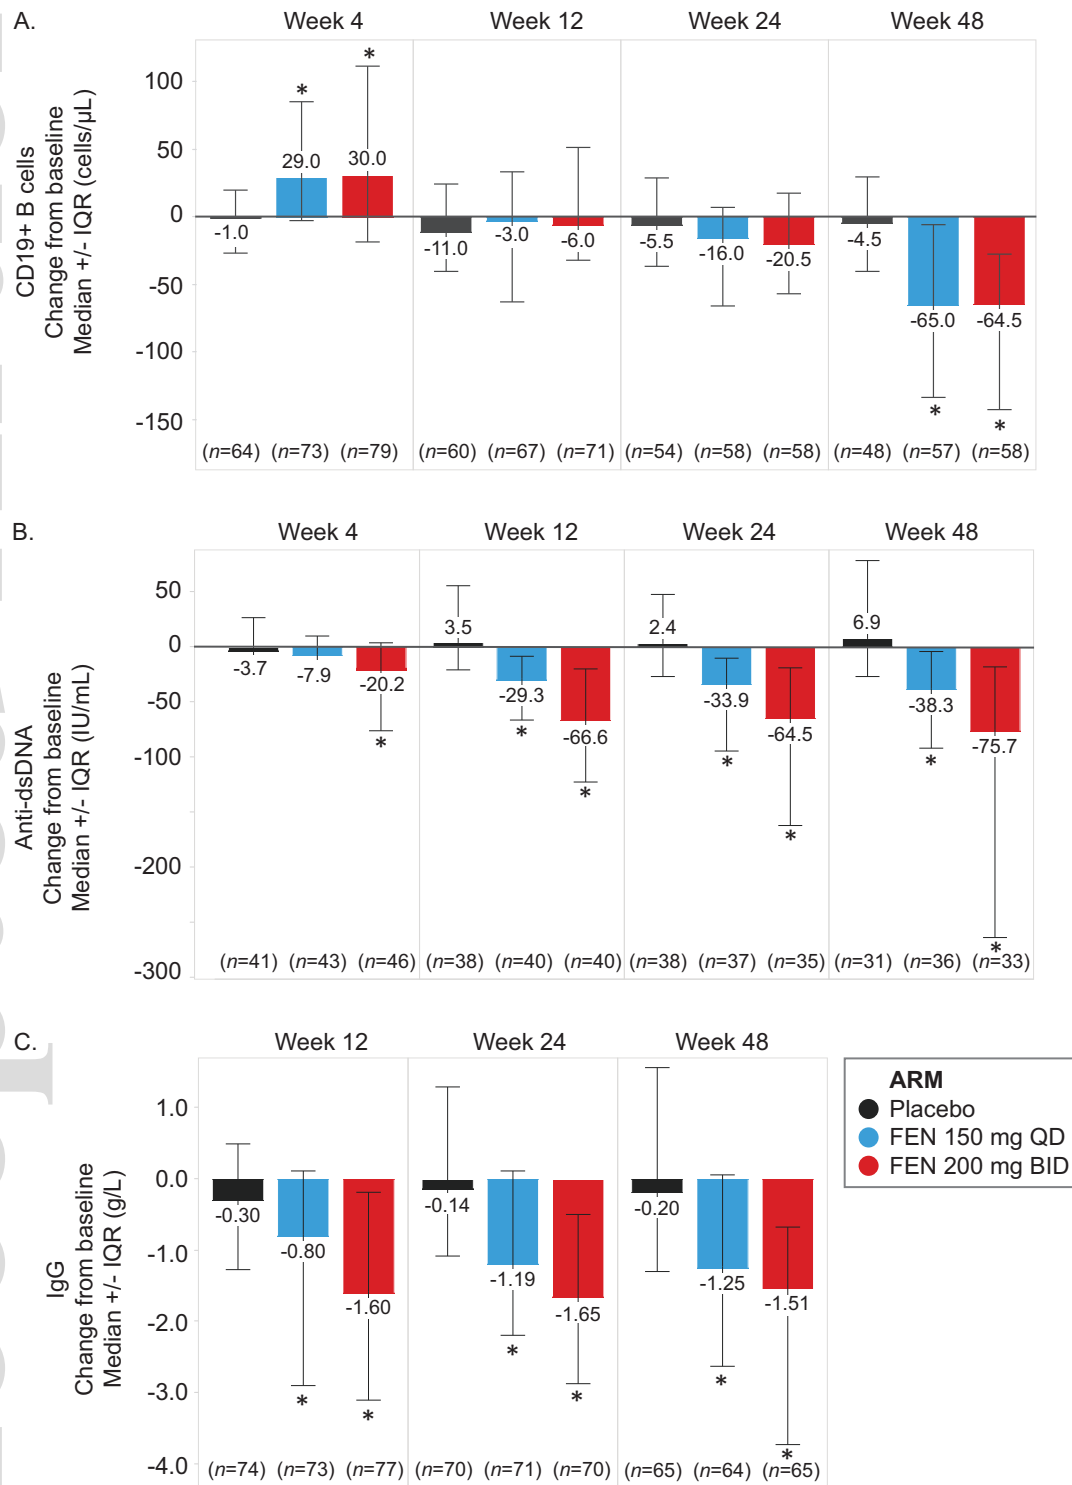 A.
Week 4 Week 12 Week 24 Week 48
CD19+ B cells
Change from baseline
Median +/- IQR (cells/µL)
100
50
0
-50
-100
-150
* *
29.0 30.0
-1.0
-11.0 -3.0 -6.0
-5.5 -16.0 -20.5
-4.5 -65.0 -64.5
* *
(n=64) (n=73) (n=79) (n=60) (n=67) (n=71) (n=54) (n=58) (n=58) (n=48) (n=57) (n=58)
B.
Week 4 Week 12 Week 24 Week 48
Anti-dsDNA
Change from baseline
Median +/- IQR (IU/mL)
50
0
-50
-100
-200
-300
-3.7 -7.9 -20.2
*
3.5 -29.3 -66.6
* *
2.4 -33.9 -64.5
* *
6.9 -38.3 -75.7
* *
(n=41) (n=43) (n=46) (n=38) (n=40) (n=40) (n=38) (n=37) (n=35) (n=31) (n=36) (n=33)
C.
Week 12 Week 24 Week 48
IgG
Change from baseline
Median +/- IQR (g/L)
1.0
0.0
-1.0
-2.0
-3.0
-4.0
-0.30 -0.80 -1.60
* *
-0.14 -1.19 -1.65
* *
-0.20 -1.25 -1.51
* *
(n=74) (n=73) (n=77) (n=70) (n=71) (n=70) (n=65) (n=64) (n=65)
ARM
Placebo
FEN 150 mg QD
FEN 200 mg BID